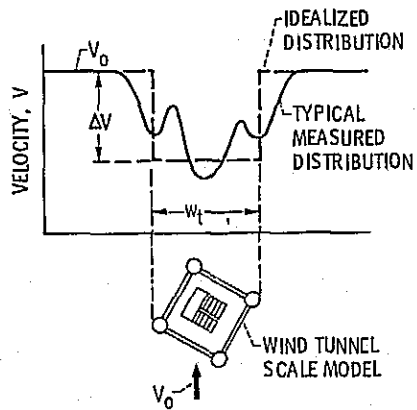 IDEALIZED
DISTRIBUTION
V₀
TYPICAL
MEASURED
DISTRIBUTION
ΔV
VELOCITY, V
Wₜ
WIND TUNNEL
SCALE MODEL
V₀